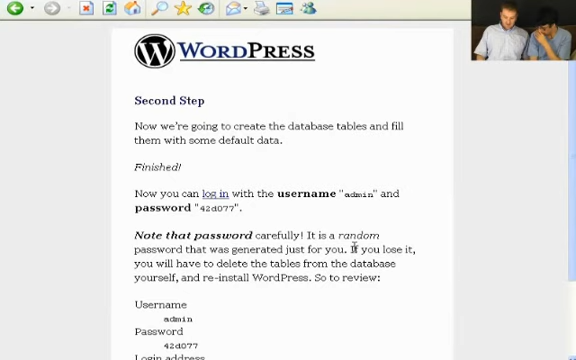 WORDPRESS
Second Step
Now we're going to create the database tables and fill
them with some default data.
Finished!
Now you can log in with the username "admin" and
password "42d077".
Note that password carefully! It is a random
password that was generated just for you. If you lose it,
you will have to delete the tables from the database
yourself, and re-install WordPress. So to review:
Username
admin
Password
42d077
Login address